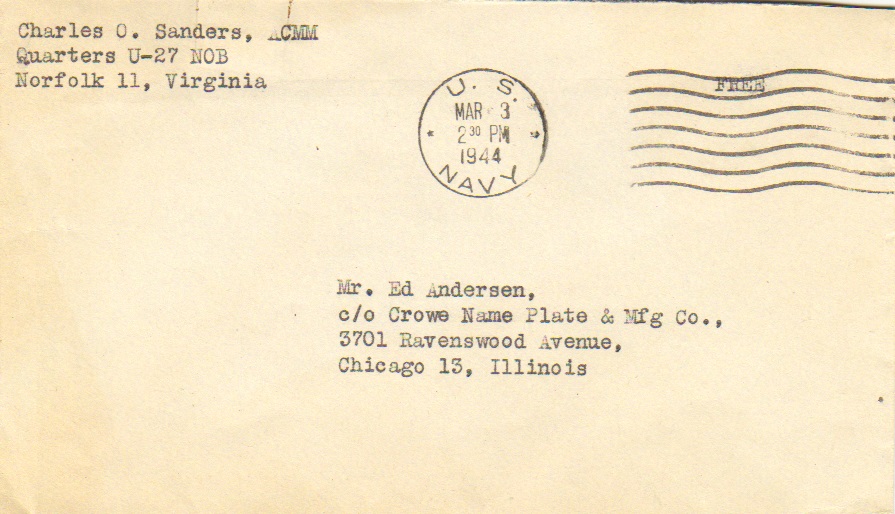 Charles O. Sanders, ACMM
Quarters U-27 NOB
Norfolk 11, Virginia
U. S.
MAR 3
2 30 PM
1944
NAVY
FREE
Mr. Ed Andersen,
c/o Crowe Name Plate & Mfg Co.,
3701 Ravenswood Avenue,
Chicago 13, Illinois